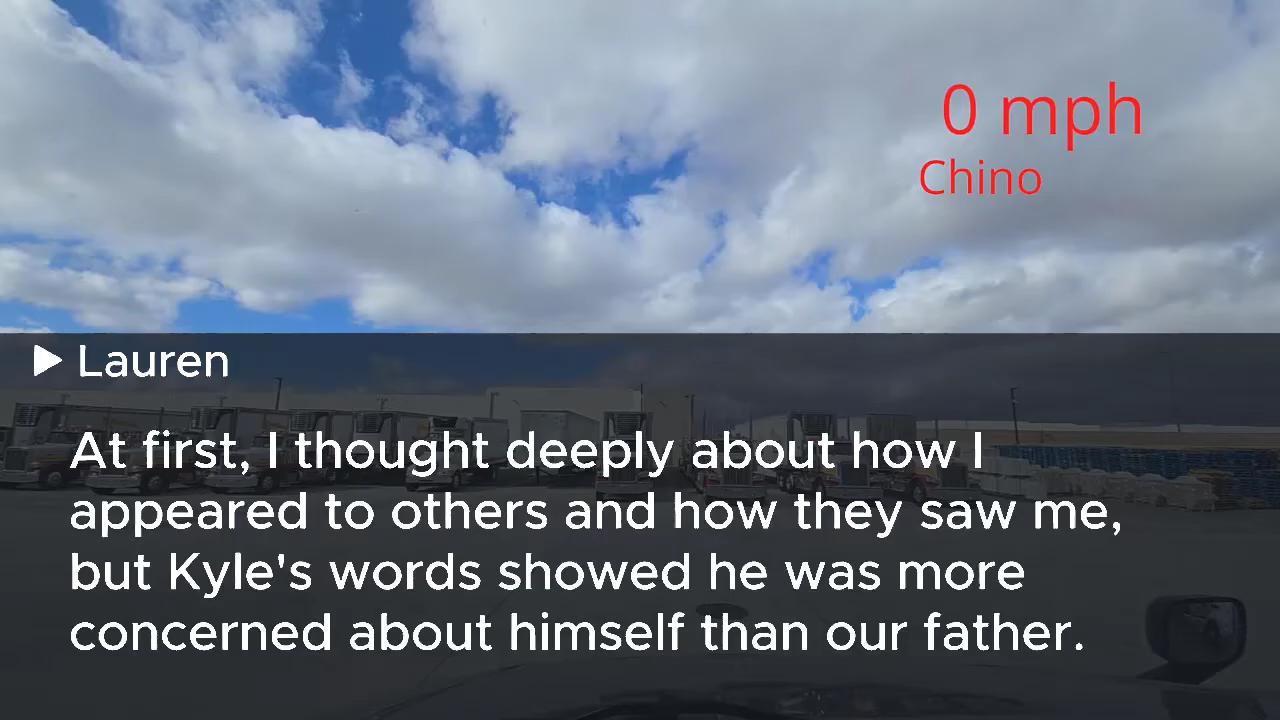 0 mph
Chino
Lauren
At first, I thought deeply about how I
appeared to others and how they saw me,
but Kyle's words showed he was more
concerned about himself than our father.